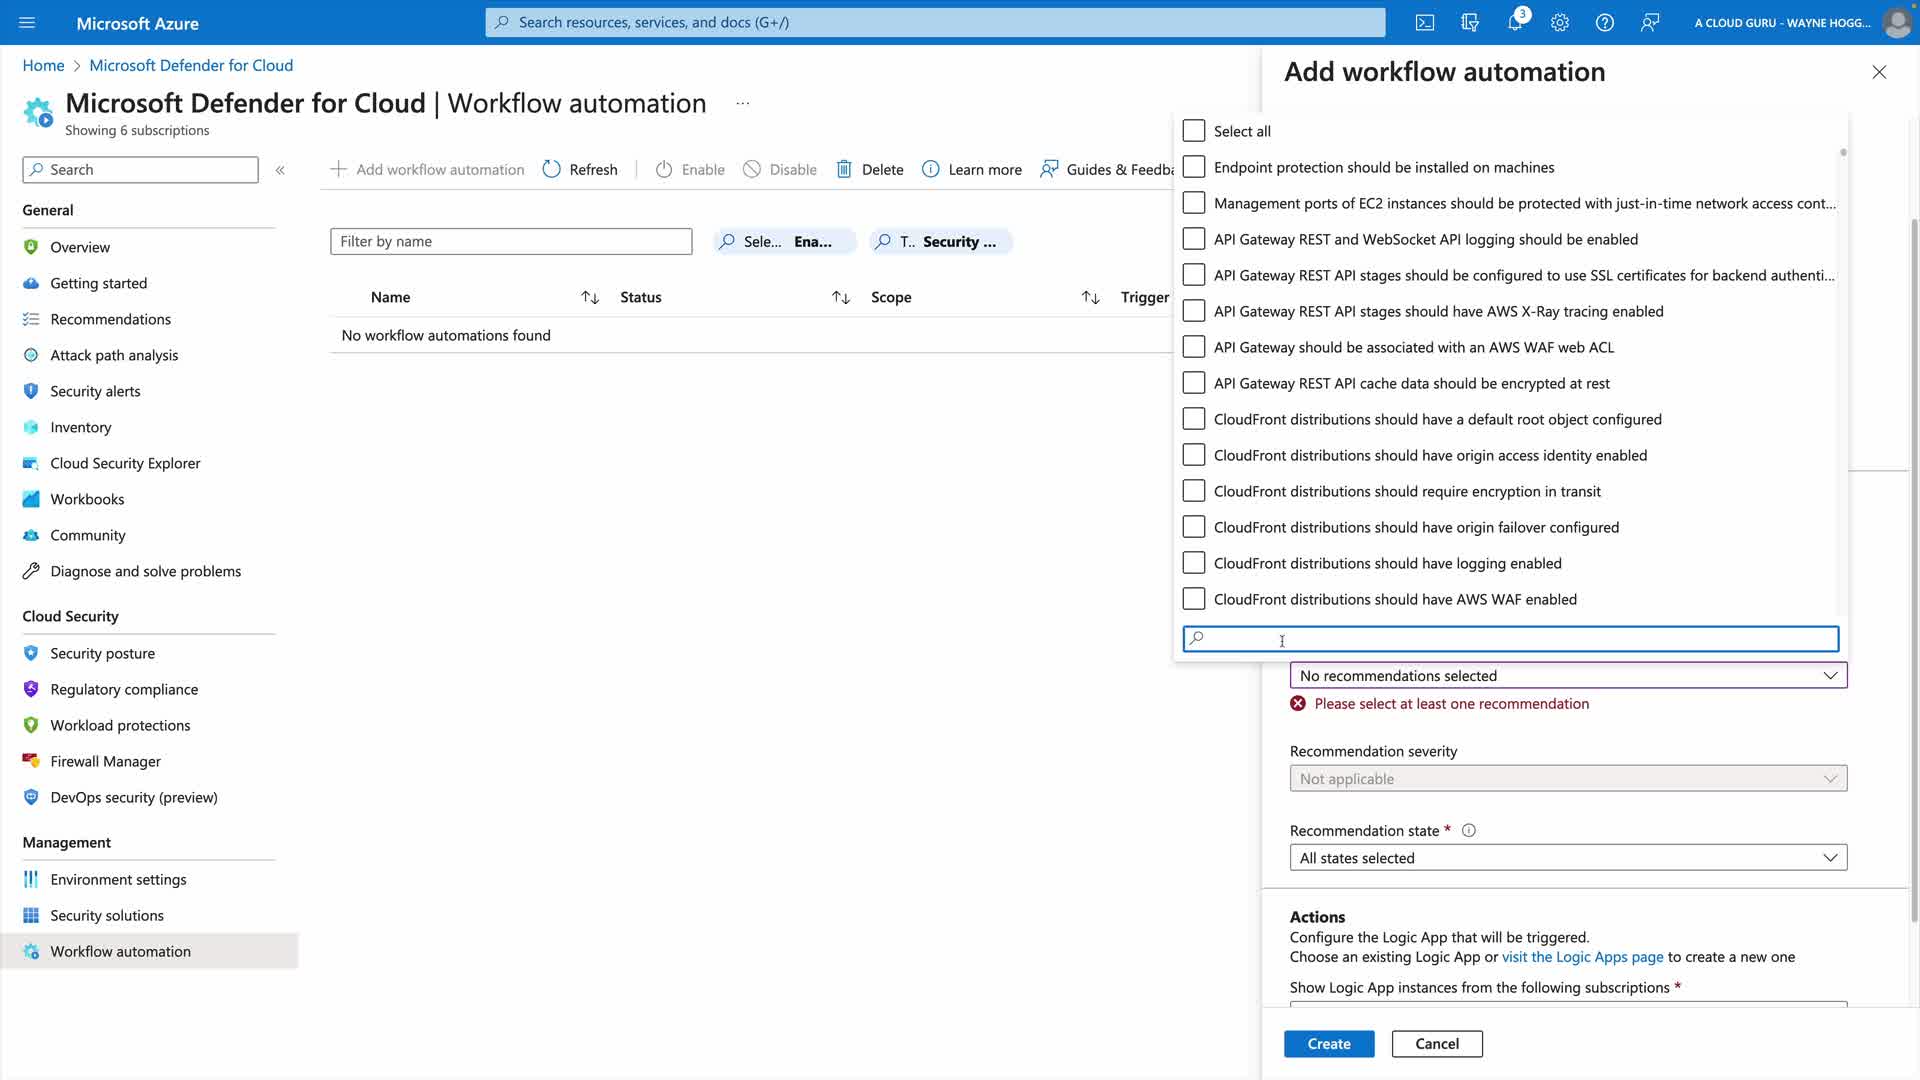 Microsoft Azure
Search resources, services, and docs (G+/)
3
A CLOUD GURU - WAYNE HOGG...
Home > Microsoft Defender for Cloud
Microsoft Defender for Cloud | Workflow automation ...
Showing 6 subscriptions
Search
«
General
Overview
Getting started
Recommendations
Attack path analysis
Security alerts
Inventory
Cloud Security Explorer
Workbooks
Community
Diagnose and solve problems
Cloud Security
Security posture
Regulatory compliance
Workload protections
Firewall Manager
DevOps security (preview)
Management
Environment settings
Security solutions
Workflow automation
Add workflow automation
Refresh
Enable
Disable
Delete
Learn more
Guides & Feedba
Filter by name
Sele... Ena...
T.. Security ...
Name
Status
Scope
Trigger
No workflow automations found
Add workflow automation
Select all
Endpoint protection should be installed on machines
Management ports of EC2 instances should be protected with just-in-time network access cont...
API Gateway REST and WebSocket API logging should be enabled
API Gateway REST API stages should be configured to use SSL certificates for backend authenti...
API Gateway REST API stages should have AWS X-Ray tracing enabled
API Gateway should be associated with an AWS WAF web ACL
API Gateway REST API cache data should be encrypted at rest
CloudFront distributions should have a default root object configured
CloudFront distributions should have origin access identity enabled
CloudFront distributions should require encryption in transit
CloudFront distributions should have origin failover configured
CloudFront distributions should have logging enabled
CloudFront distributions should have AWS WAF enabled
No recommendations selected
Please select at least one recommendation
Recommendation severity
Not applicable
Recommendation state *
All states selected
Actions
Configure the Logic App that will be triggered.
Choose an existing Logic App or visit the Logic Apps page to create a new one
Show Logic App instances from the following subscriptions *
Create
Cancel